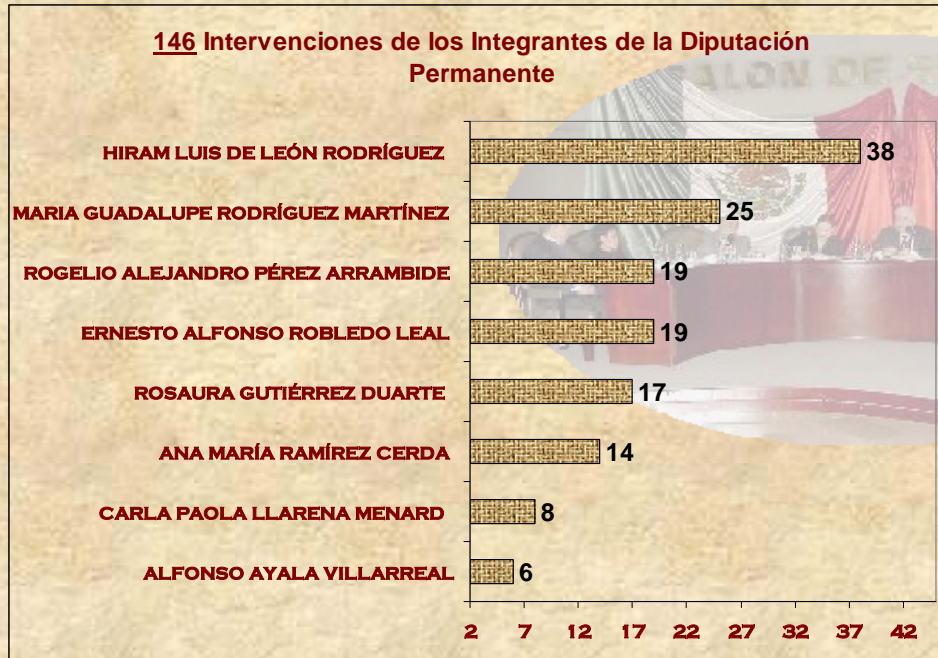 146 Intervenciones de los Integrantes de la Diputación
Permanente
SALON DE
HIRAM LUIS DE LEÓN RODRÍGUEZ 38
MARIA GUADALUPE RODRÍGUEZ MARTÍNEZ 25
ROGELIO ALEJANDRO PÉREZ ARRAMBIDE 19
ERNESTO ALFONSO ROBLEDO LEAL 19
ROSAURA GUTIÉRREZ DUARTE 17
ANA MARÍA RAMÍREZ CERDA 14
CARLA PAOLA LLARENA MENARD 8
ALFONSO AYALA VILLARREAL 6
2 7 12 17 22 27 32 37 42